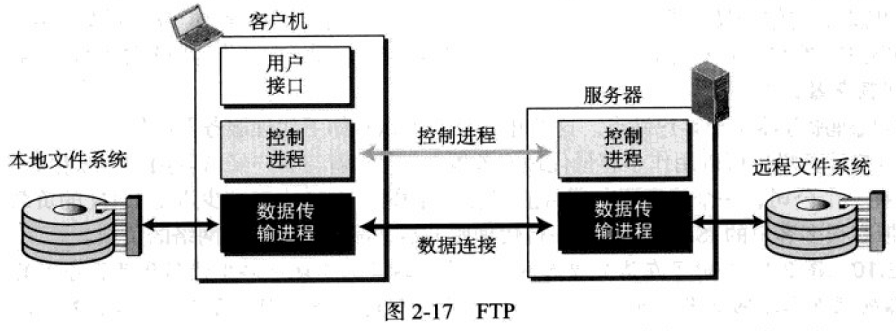 客户机
用户
接口
服务器
控制
进程
控制进程
控制
进程
本地文件系统
远程文件系统
数据传
输进程
数据连接
数据传
输进程
图 2-17 FTP